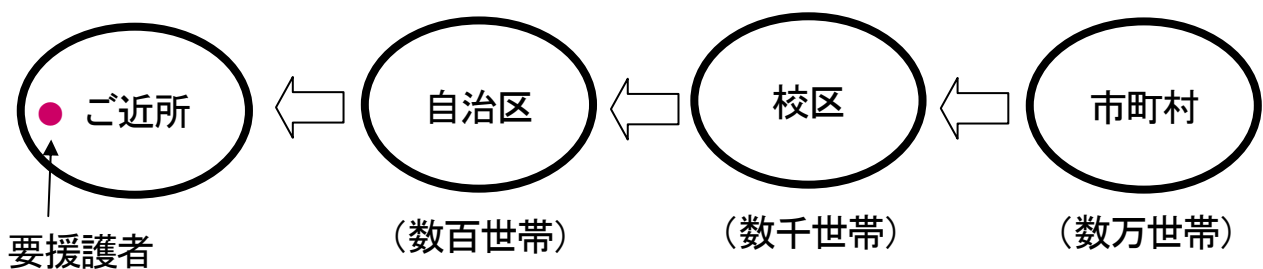 ご近所
自治区
校区
市町村
要援護者
（数百世帯）
（数千世帯）
（数万世帯）